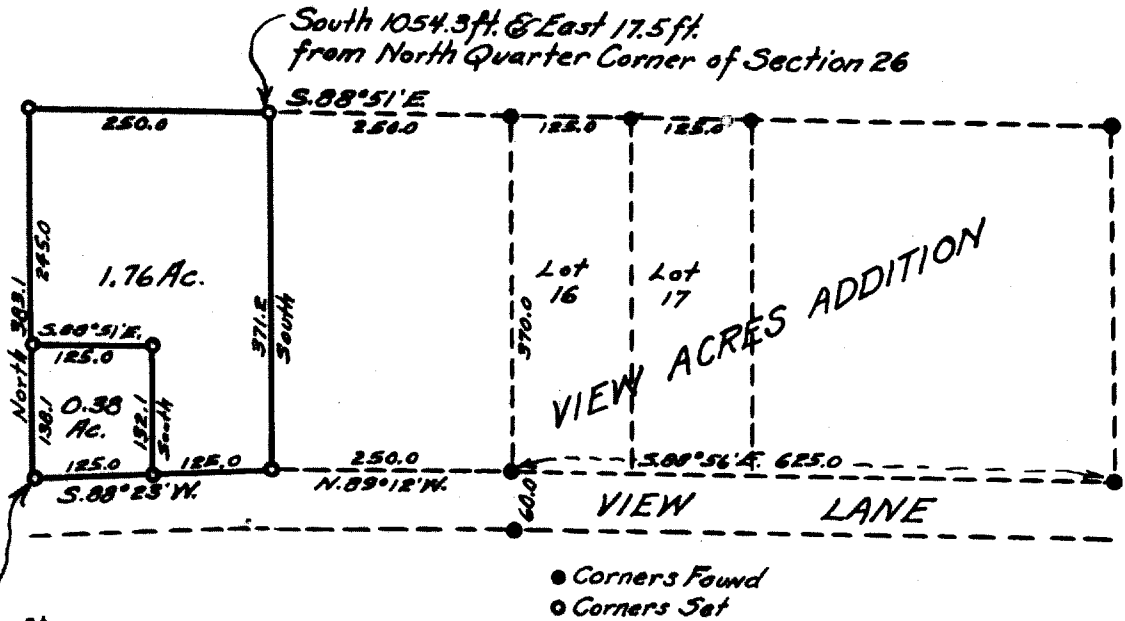 South 1054.3ft. & East 17.5ft.
from North Quarter Corner of Section 26
S.88°51'E.
250.0
250.0
125.0
125.0
245.0
North 383.1
1.76 Ac.
371.2
South
Lot
16
Lot
17
370.0
VIEW ACRES ADDITION
S.88°51'E.
125.0
138.1
0.38
Ac.
132.1
South
125.0
125.0
S.88°23'W.
250.0
N.89°12'W.
S.88°56'E. 625.0
60.0
VIEW LANE
● Corners Found
○ Corners Set